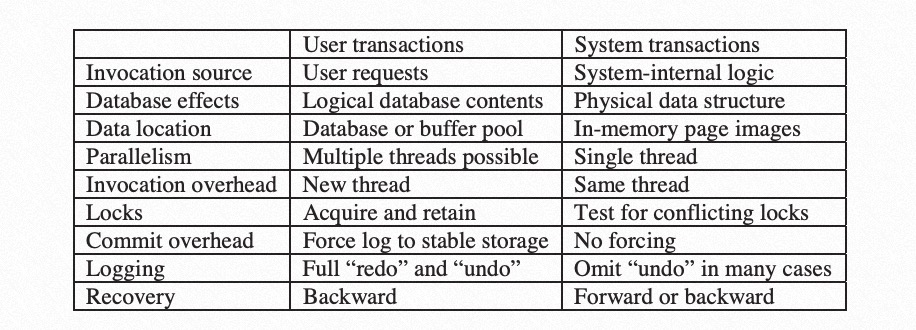 User transactions System transactions
Invocation source User requests System-internal logic
Database effects Logical database contents Physical data structure
Data location Database or buffer pool In-memory page images
Parallelism Multiple threads possible Single thread
Invocation overhead New thread Same thread
Locks Acquire and retain Test for conflicting locks
Commit overhead Force log to stable storage No forcing
Logging Full “redo” and “undo” Omit “undo” in many cases
Recovery Backward Forward or backward